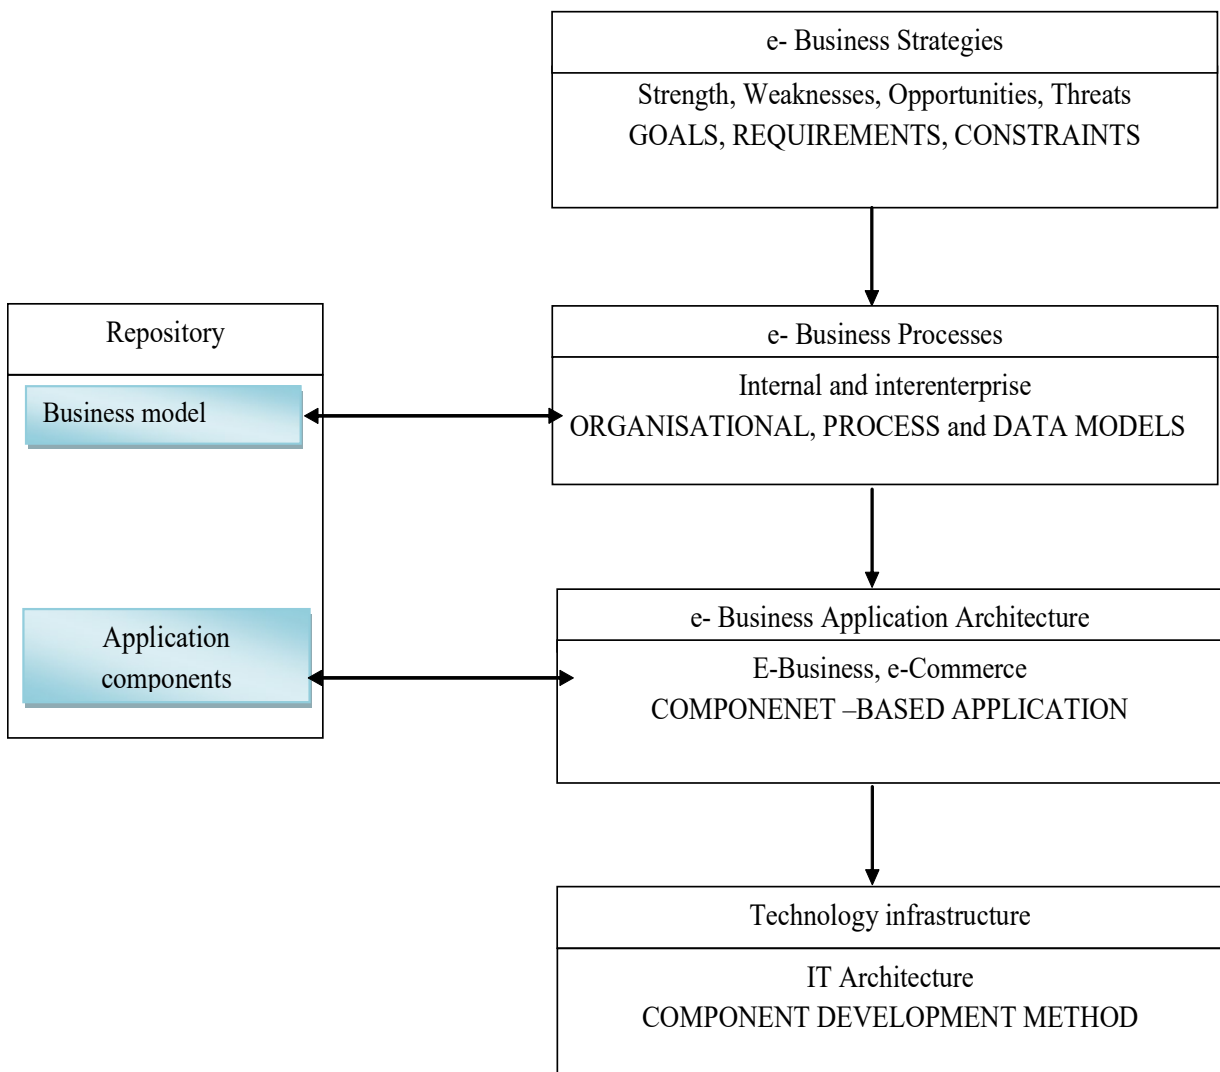 e- Business Strategies
Strength, Weaknesses, Opportunities, Threats
GOALS, REQUIREMENTS, CONSTRAINTS
Repository
Business model
Application
components
e- Business Processes
Internal and interenterprise
ORGANISATIONAL, PROCESS and DATA MODELS
e- Business Application Architecture
E-Business, e-Commerce
COMPONENET –BASED APPLICATION
Technology infrastructure
IT Architecture
COMPONENT DEVELOPMENT METHOD